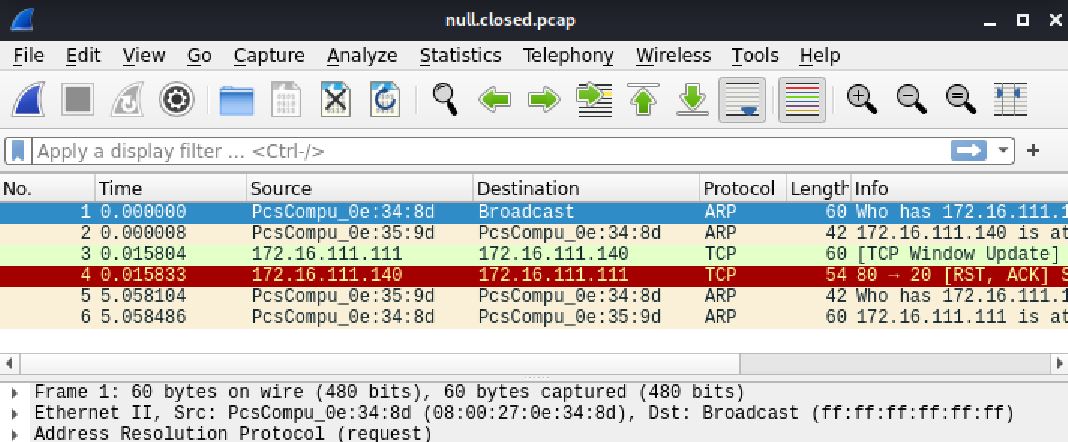 null.closed.pcap
File Edit View Go Capture Analyze Statistics Telephony Wireless Tools Help
Apply a display filter ... <Ctrl-/>
No. Time Source Destination Protocol Length Info
1 0.000000 PcsCompu_0e:34:8d Broadcast ARP 60 Who has 172.16.111.1
2 0.000008 PcsCompu_0e:35:9d PcsCompu_0e:34:8d ARP 42 172.16.111.140 is at
3 0.015804 172.16.111.111 172.16.111.140 TCP 60 [TCP Window Update]
4 0.015833 172.16.111.140 172.16.111.111 TCP 54 80 → 20 [RST, ACK] S
5 5.058104 PcsCompu_0e:35:9d PcsCompu_0e:34:8d ARP 42 Who has 172.16.111.1
6 5.058486 PcsCompu_0e:34:8d PcsCompu_0e:35:9d ARP 60 172.16.111.111 is at
Frame 1: 60 bytes on wire (480 bits), 60 bytes captured (480 bits)
Ethernet II, Src: PcsCompu_0e:34:8d (08:00:27:0e:34:8d), Dst: Broadcast (ff:ff:ff:ff:ff:ff)
Address Resolution Protocol (request)